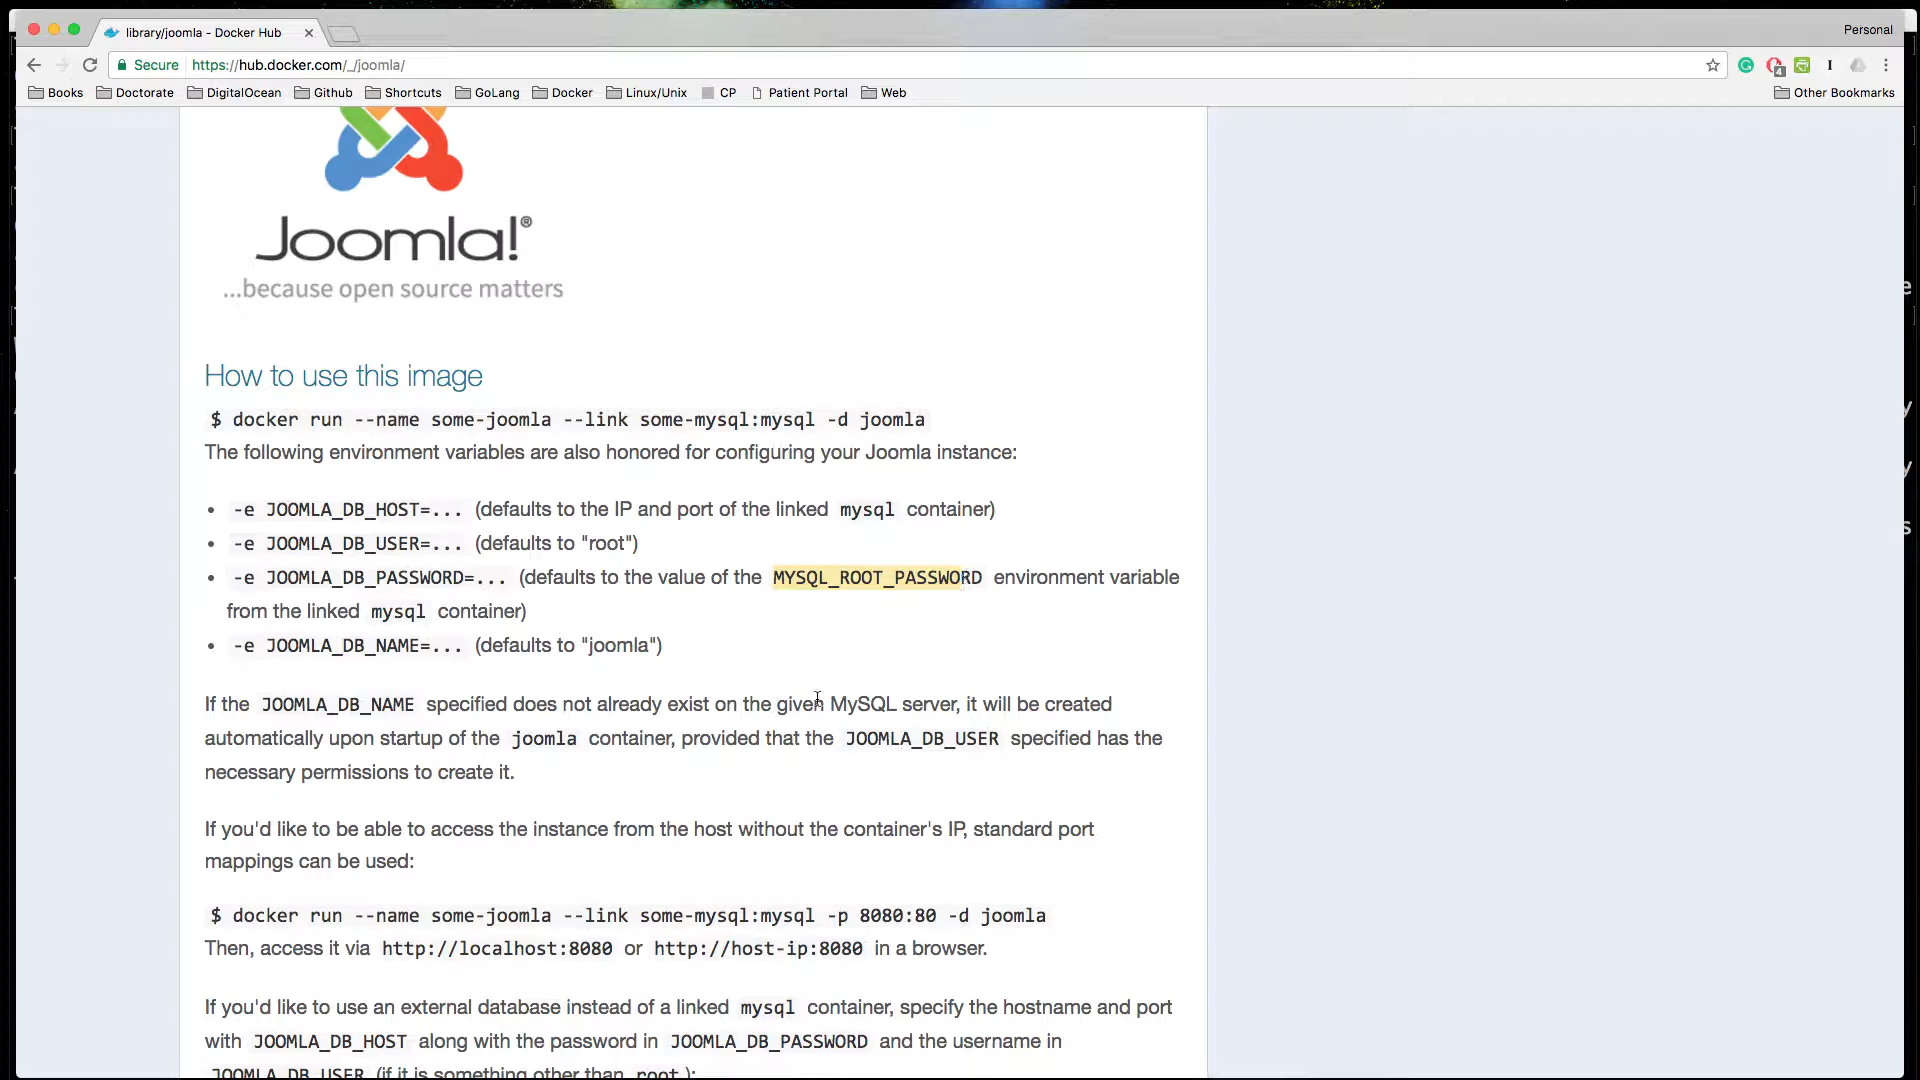 library/joomla - Docker Hub
Personal
Secure https://hub.docker.com/_/joomla/
4
I
Books Doctorate DigitalOcean Github Shortcuts GoLang Docker Linux/Unix CP Patient Portal Web Other Bookmarks
Joomla!®
...because open source matters
How to use this image
$ docker run --name some-joomla --link some-mysql:mysql -d joomla
The following environment variables are also honored for configuring your Joomla instance:
• -e JOOMLA_DB_HOST=... (defaults to the IP and port of the linked mysql container)
• -e JOOMLA_DB_USER=... (defaults to "root")
• -e JOOMLA_DB_PASSWORD=... (defaults to the value of the MYSQL_ROOT_PASSWORD environment variable
from the linked mysql container)
• -e JOOMLA_DB_NAME=... (defaults to "joomla")
If the JOOMLA_DB_NAME specified does not already exist on the given MySQL server, it will be created
automatically upon startup of the joomla container, provided that the JOOMLA_DB_USER specified has the
necessary permissions to create it.
If you'd like to be able to access the instance from the host without the container's IP, standard port
mappings can be used:
$ docker run --name some-joomla --link some-mysql:mysql -p 8080:80 -d joomla
Then, access it via http://localhost:8080 or http://host-ip:8080 in a browser.
If you'd like to use an external database instead of a linked mysql container, specify the hostname and port
with JOOMLA_DB_HOST along with the password in JOOMLA_DB_PASSWORD and the username in
JOOMLA_DB_USER (if it is something other than root):